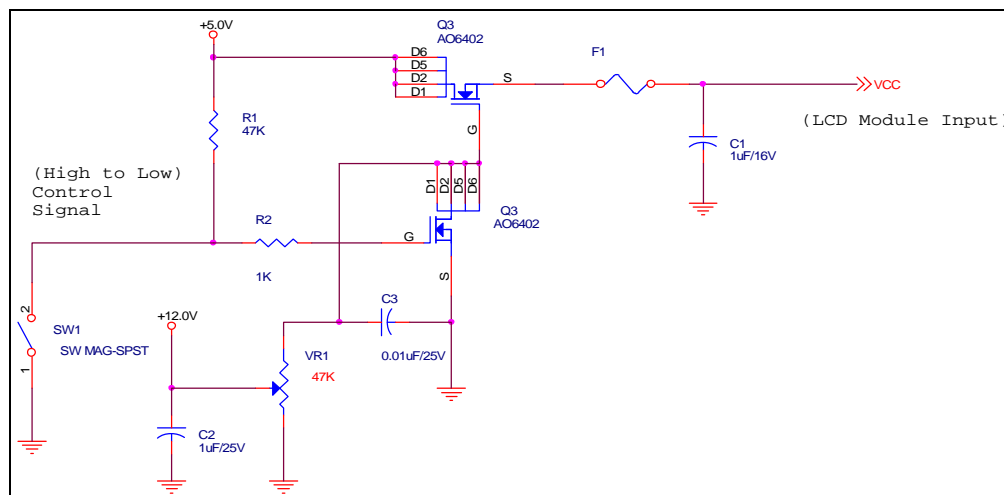 +5.0V
Q3
AO6402
D6
D5
D2
D1
S
G
F1
VCC
(LCD Module Input)
C1
1uF/16V
R1
47K
(High to Low)
Control
Signal
D1
D2
D5
D6
Q3
AO6402
R2
1K
G
S
+12.0V
C3
0.01uF/25V
2
SW1
SW MAG-SPST
1
VR1
47K
C2
1uF/25V